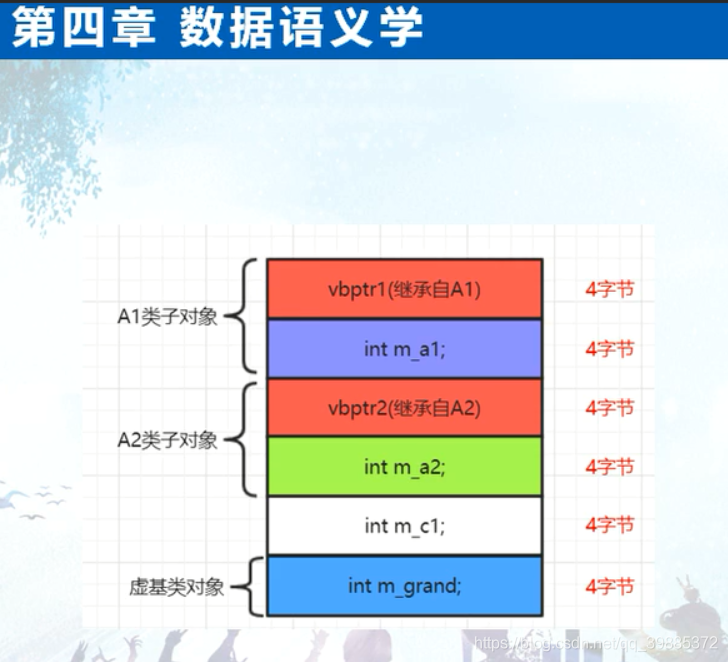 第四章 数据语义学
vbptr1(继承自A1)
4字节
A1类子对象
int m_a1;
4字节
vbptr2(继承自A2)
4字节
A2类子对象
int m_a2;
4字节
int m_c1;
4字节
虚基类对象
int m_grand;
4字节
https://blog.csdn.net/qq_39885372